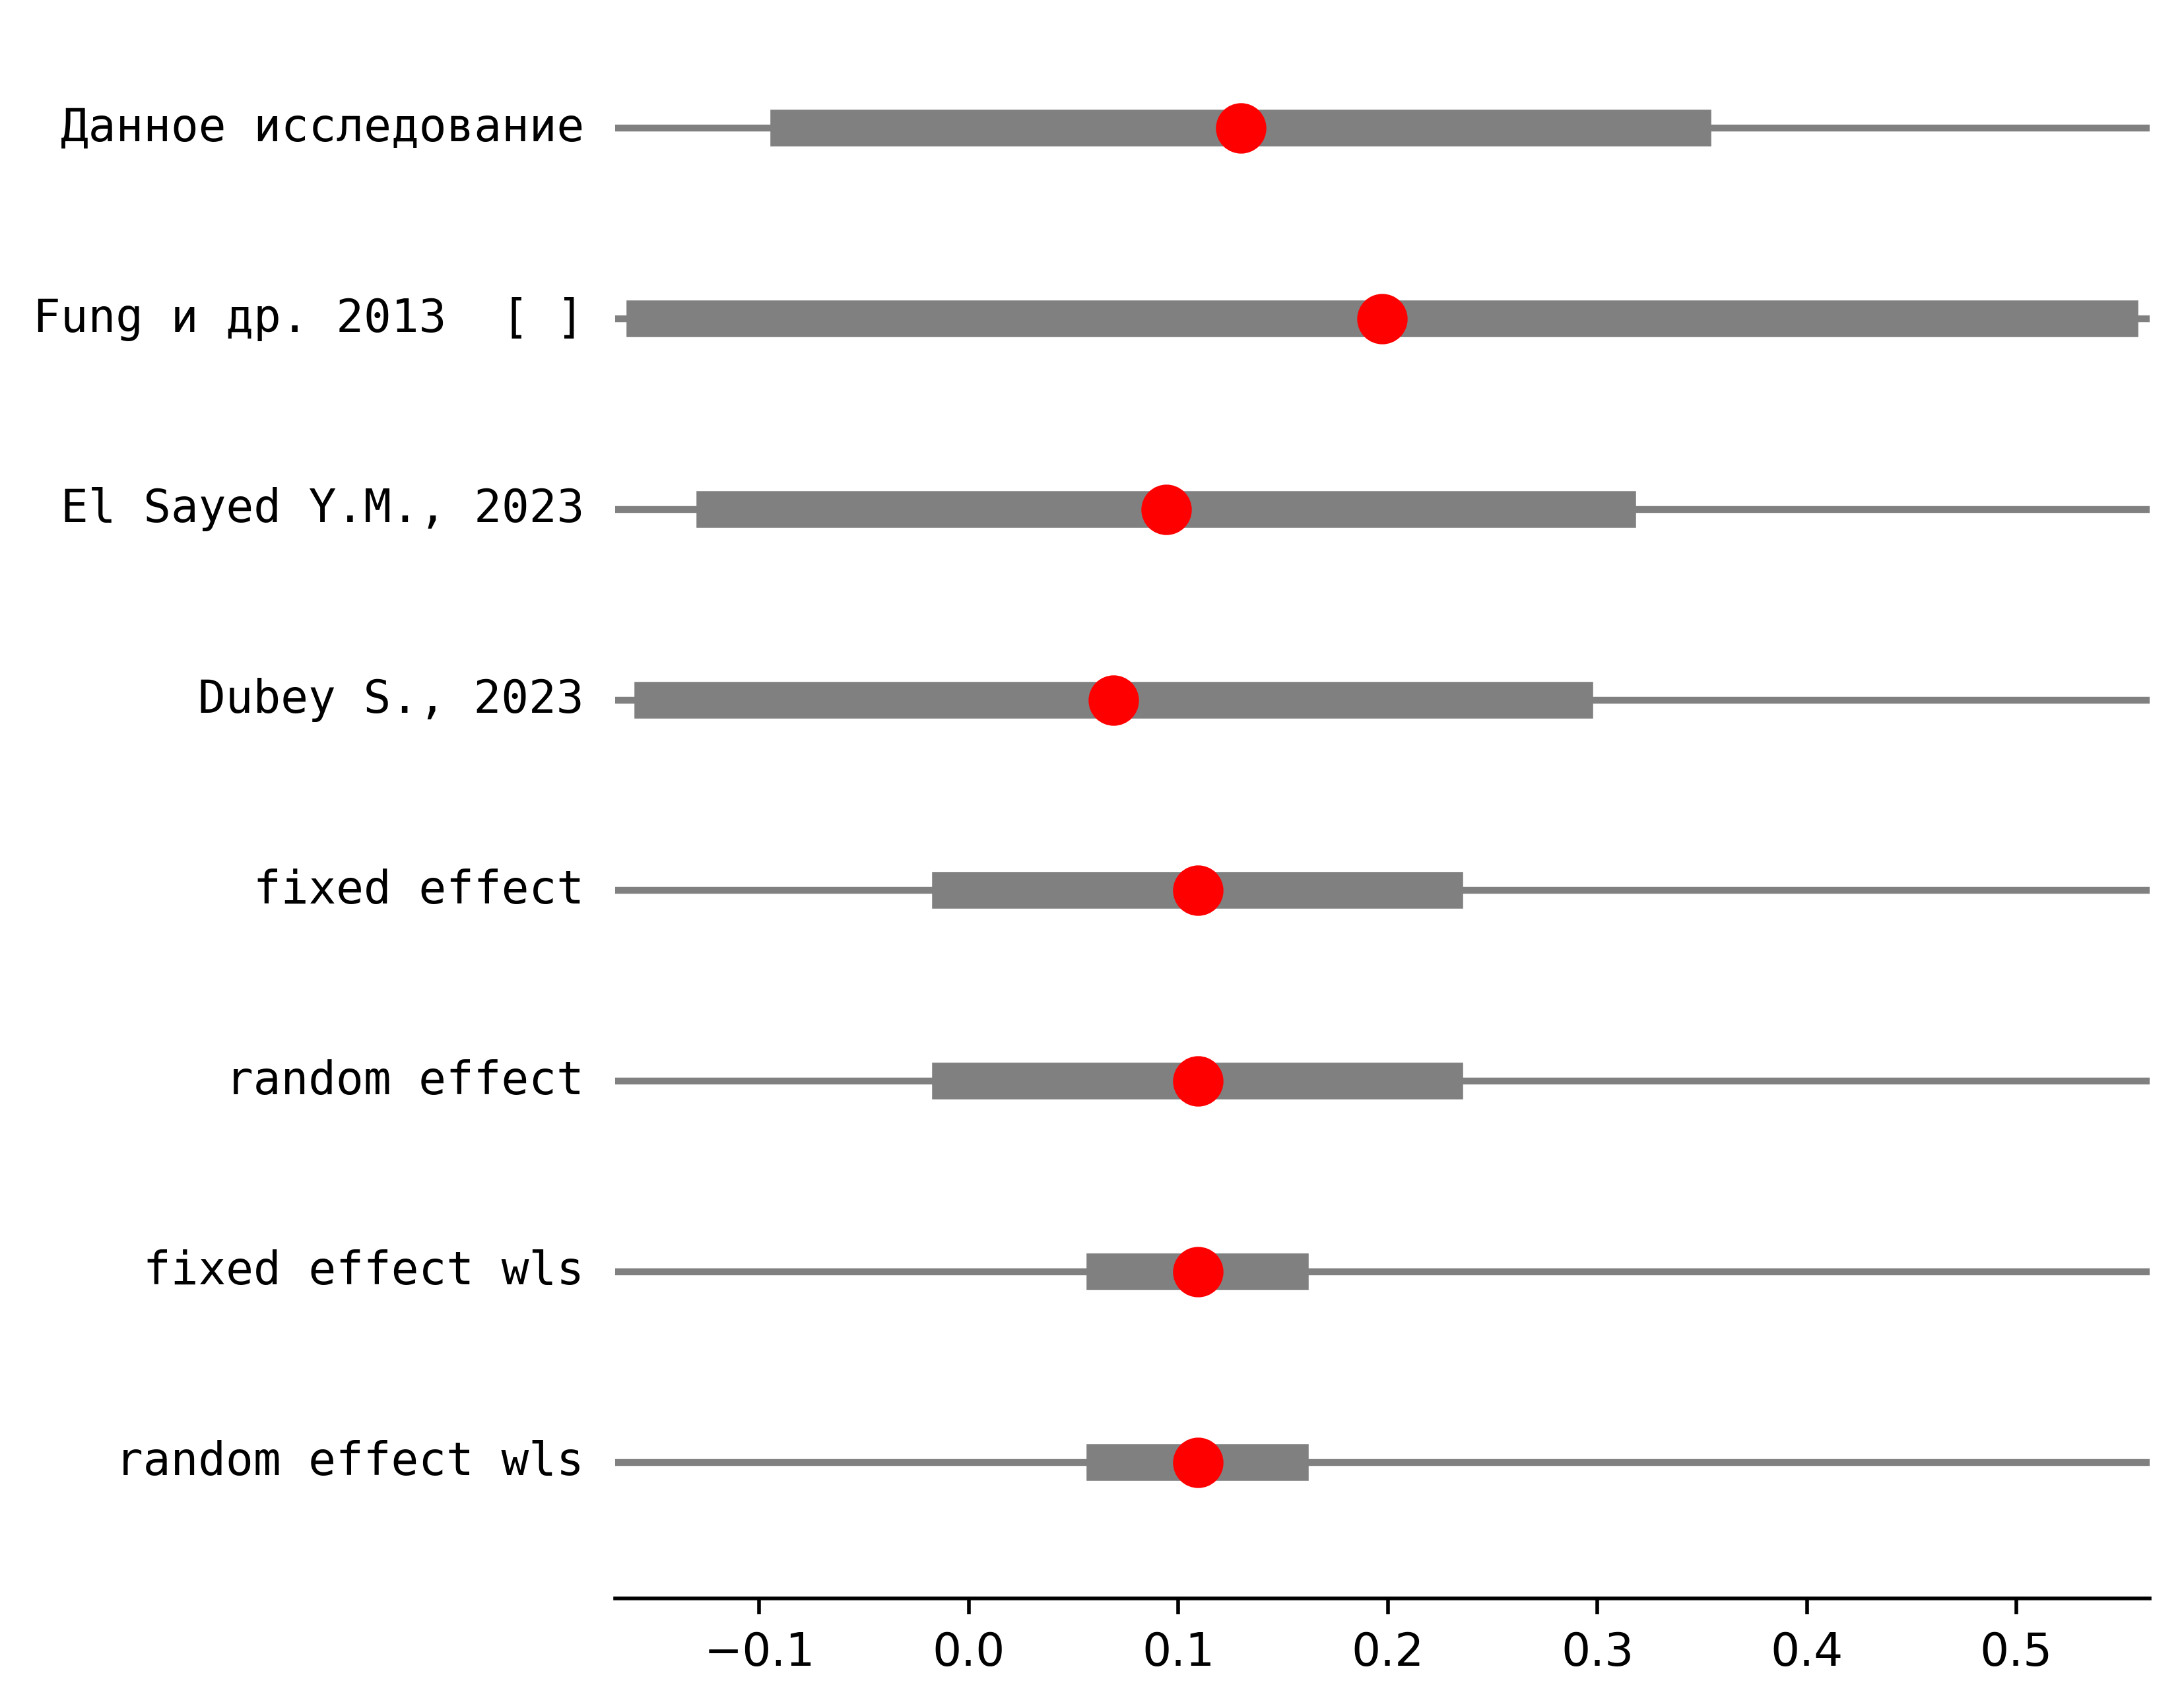 Данное исследование
Fung и др. 2013  [ ]
El Sayed Y.M., 2023
Dubey S., 2023
fixed effect
random effect
fixed effect wls
random effect wls
−0.1 0.0 0.1 0.2 0.3 0.4 0.5